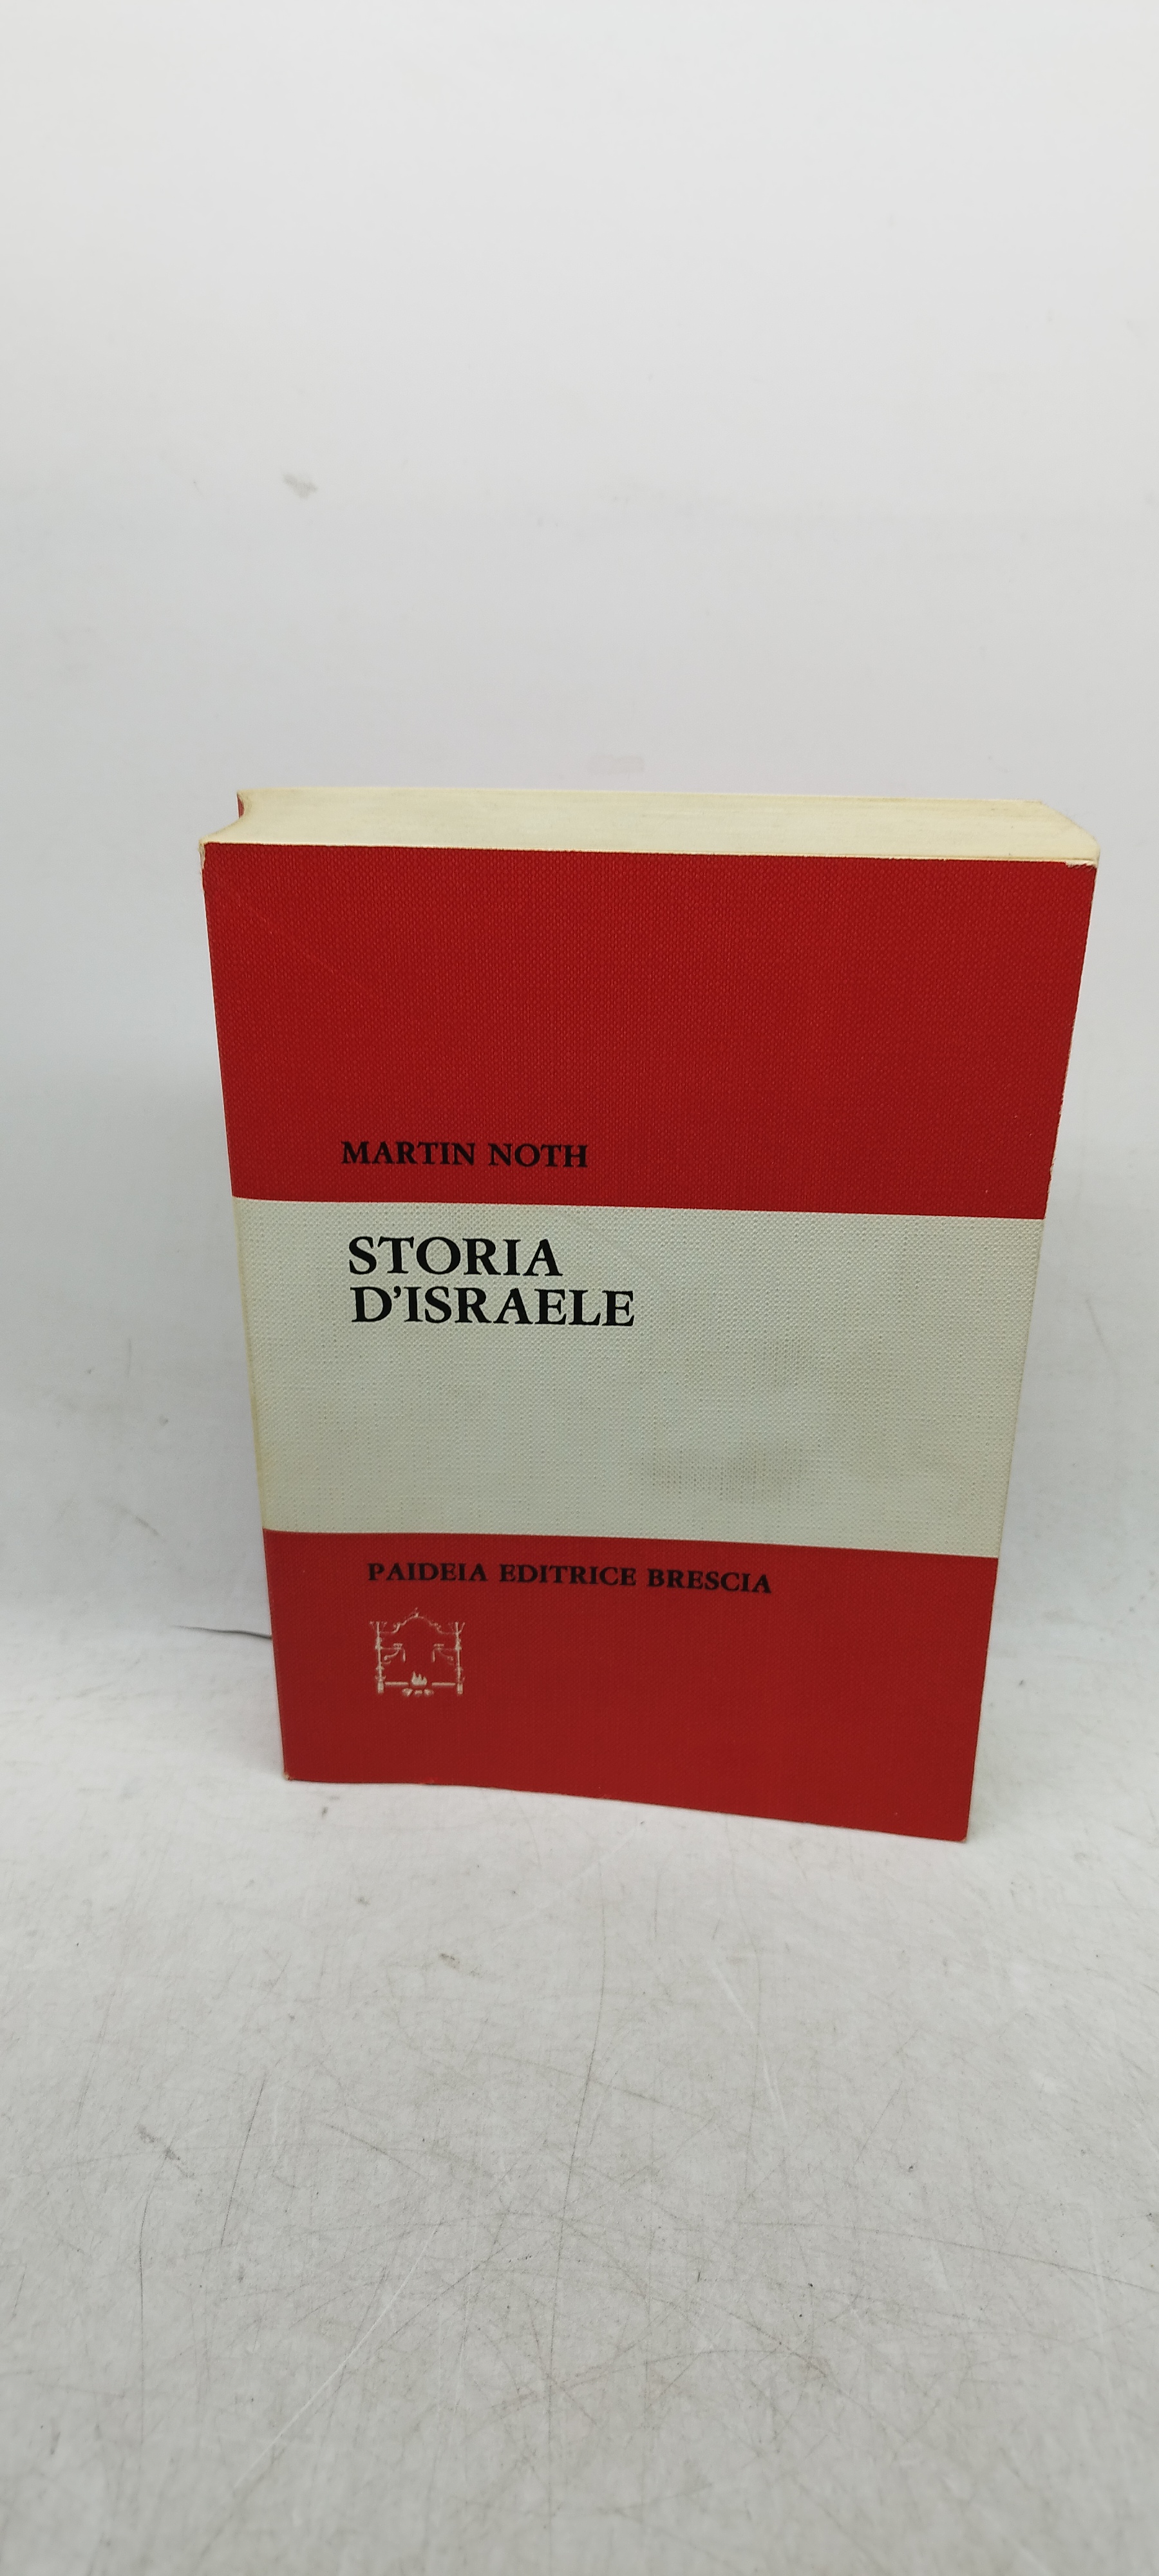 MARTIN NOTH
STORIA
D'ISRAELE
PAIDEIA EDITRICE BRESCIA